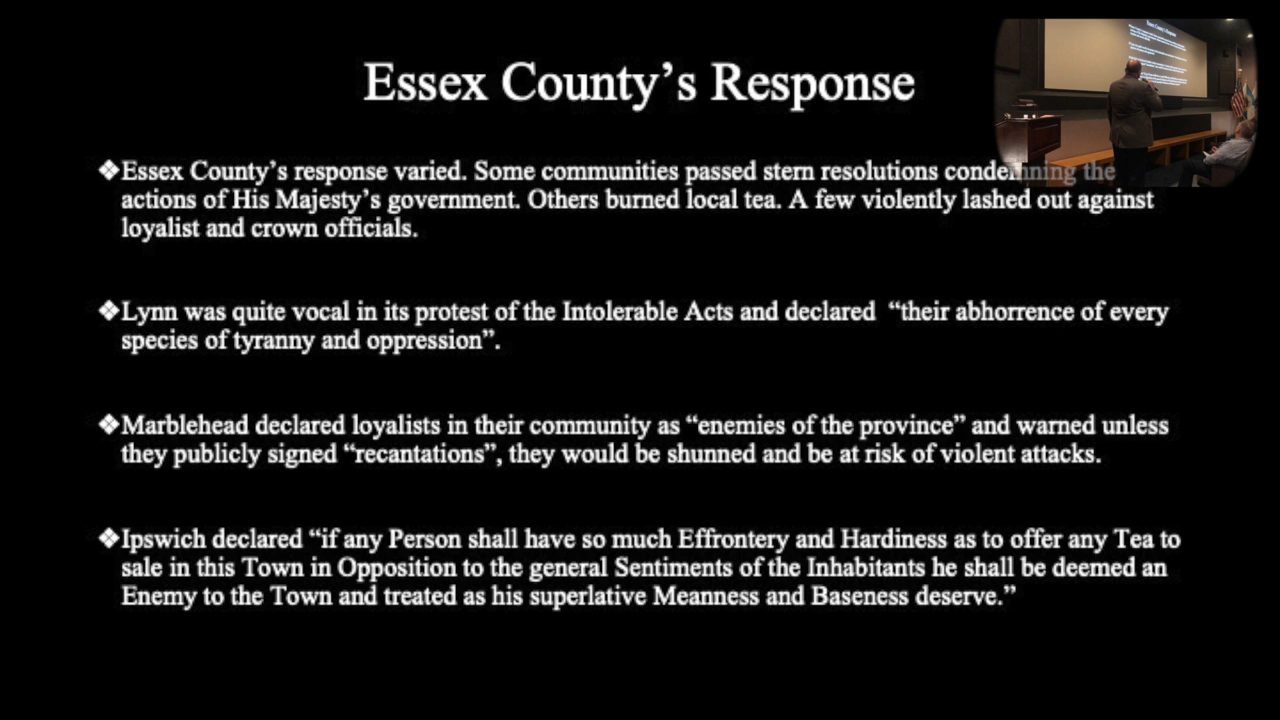 Essex County’s Response
❖Essex County’s response varied. Some communities passed stern resolutions condemning the
actions of His Majesty’s government. Others burned local tea. A few violently lashed out against
loyalist and crown officials.
❖Lynn was quite vocal in its protest of the Intolerable Acts and declared “their abhorrence of every
species of tyranny and oppression”.
❖Marblehead declared loyalists in their community as “enemies of the province” and warned unless
they publicly signed “recantations”, they would be shunned and be at risk of violent attacks.
❖Ipswich declared “if any Person shall have so much Effrontery and Hardiness as to offer any Tea to
sale in this Town in Opposition to the general Sentiments of the Inhabitants he shall be deemed an
Enemy to the Town and treated as his superlative Meanness and Baseness deserve.”